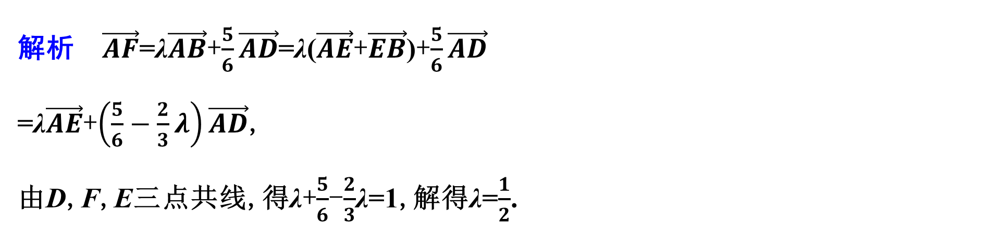 解析 $\overrightarrow{AF}=\lambda\overrightarrow{AB}+\frac{5}{6}\overrightarrow{AD}=\lambda(\overrightarrow{AE}+\overrightarrow{EB})+\frac{5}{6}\overrightarrow{AD}$
$=\lambda\overrightarrow{AE}+\left(\frac{5}{6}-\frac{2}{3}\lambda\right)\overrightarrow{AD}$,
由D, F, E三点共线, 得$\lambda+\frac{5}{6}-\frac{2}{3}\lambda=1$, 解得$\lambda=\frac{1}{2}$.